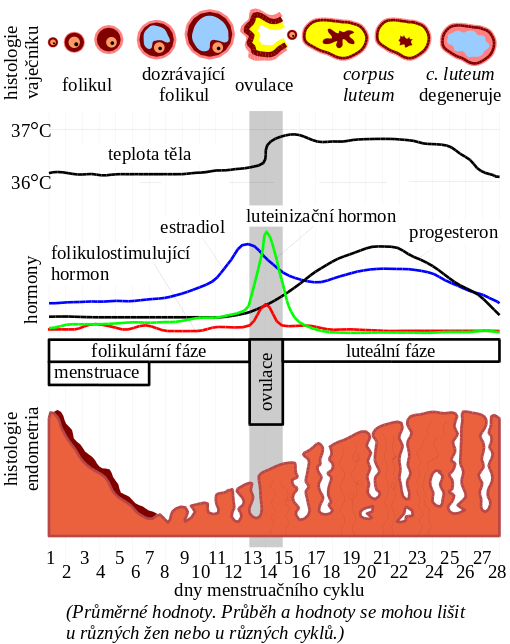 histologie
vaječníku
folikul
dozrávající
folikul
ovulace
corpus
luteum
c. luteum
degeneruje
37°C
teplota těla
36°C
luteinizační hormon
estradiol
progesteron
folikulostimulující
hormon
hormony
folikulární fáze
luteální fáze
menstruace
ovulace
histologie
endometria
1 3 4 5 7 9 11 13 15 17 19 21 23 25 27
2 4 6 8 10 12 14 16 18 20 22 24 26 28
dny menstruačního cyklu
(Průměrné hodnoty. Průběh a hodnoty se mohou lišit
u různých žen nebo u různých cyklů.)